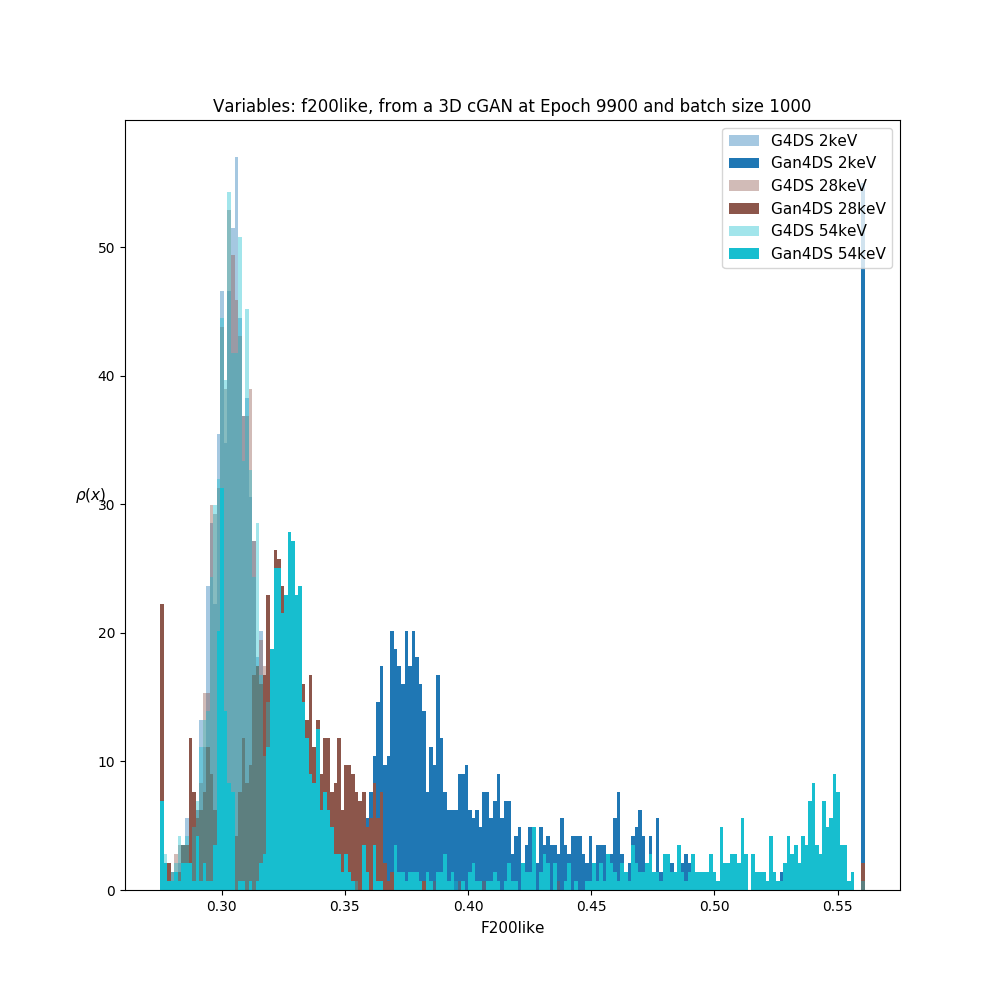 Variables: f200like, from a 3D cGAN at Epoch 9900 and batch size 1000
G4DS 2keV
Gan4DS 2keV
G4DS 28keV
Gan4DS 28keV
G4DS 54keV
Gan4DS 54keV
50
40
ρ(x)
30
20
10
0
0.30 0.35 0.40 0.45 0.50 0.55
F200like